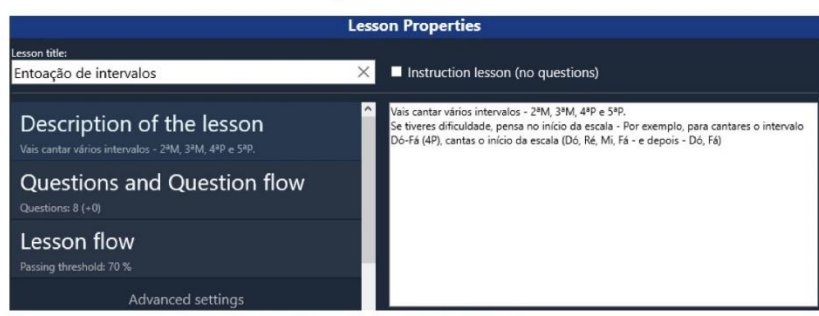 Lesson Properties
Lesson title:
Entoação de intervalos
Instruction lesson (no questions)
Description of the lesson
Vais cantar vários intervalos - 2ªM, 3ªM, 4ªP e 5ªP.
Questions and Question flow
Questions: 8 (+0)
Lesson flow
Passing threshold: 70 %
Advanced settings
Vais cantar vários intervalos - 2ªM, 3ªM, 4ªP e 5ªP.
Se tiveres dificuldade, pensa no início da escala - Por exemplo, para cantares o intervalo
Dó-Fá (4P), cantas o início da escala (Dó, Ré, Mi, Fá - e depois - Dó, Fá)